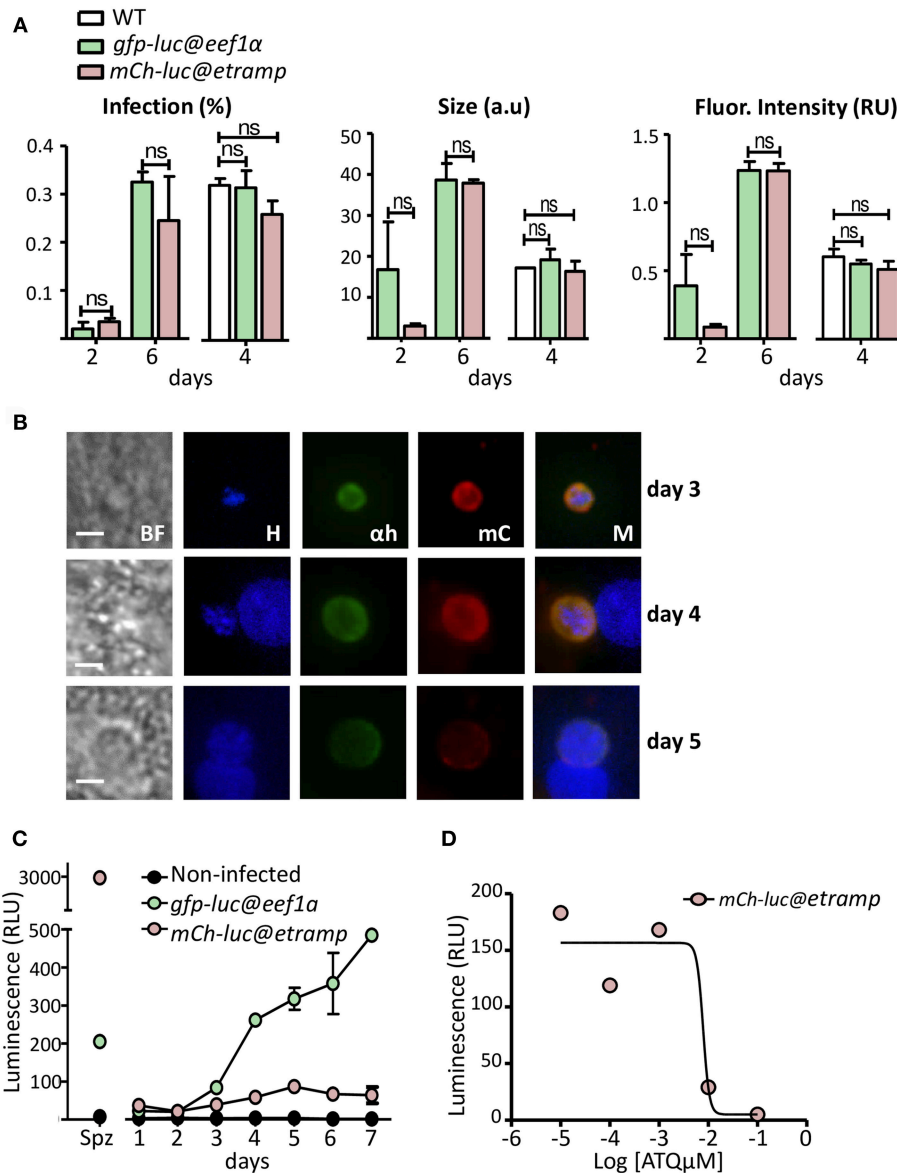 A
WT
gfp-luc@eef1α
mCh-luc@etramp
Infection (%)
0.4
0.3
0.2
0.1
ns
ns
ns
ns
2
6
4
days
Size (a.u)
50
40
30
20
10
ns
ns
ns
ns
2
6
4
days
Fluor. Intensity (RU)
1.5
1.0
0.5
ns
ns
ns
ns
2
6
4
days
B
BF
H
αh
mC
M
day 3
day 4
day 5
C
Luminescence (RLU)
3000
500
400
300
200
100
Non-infected
gfp-luc@eef1a
mCh-luc@etramp
Spz
1
2
3
4
5
6
7
days
D
Luminescence (RLU)
200
150
100
50
0
mCh-luc@etramp
-6
-5
-4
-3
-2
-1
0
Log [ATQµM]